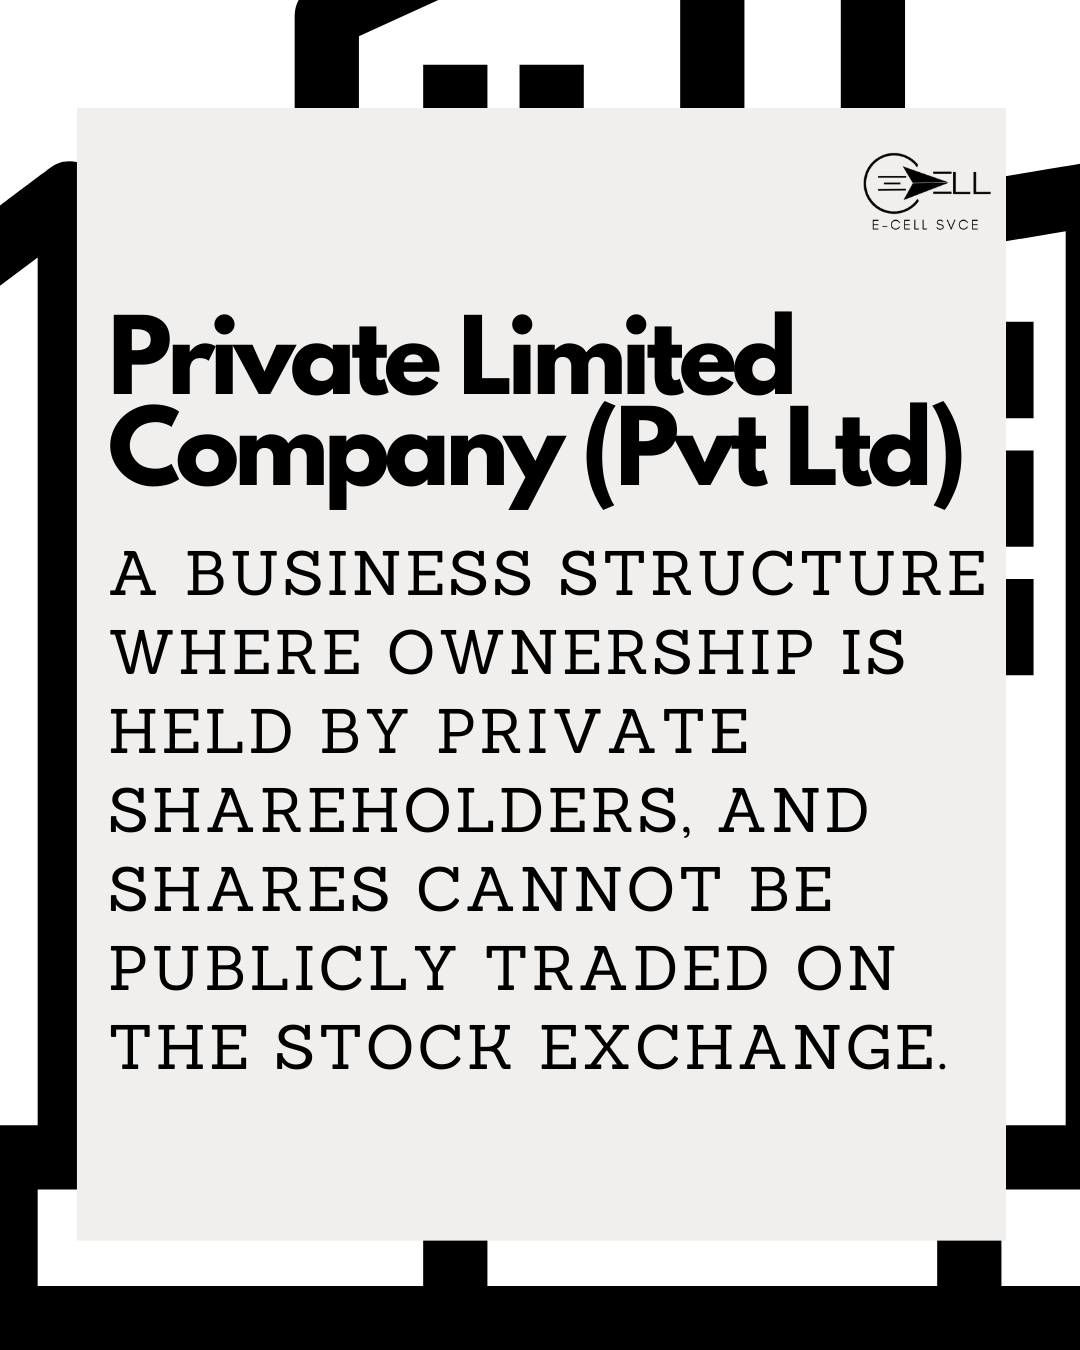 ELL
E-CELL SVCE
Private Limited
Company (Pvt Ltd)
A BUSINESS STRUCTURE
WHERE OWNERSHIP IS
HELD BY PRIVATE
SHAREHOLDERS, AND
SHARES CANNOT BE
PUBLICLY TRADED ON
THE STOCK EXCHANGE.